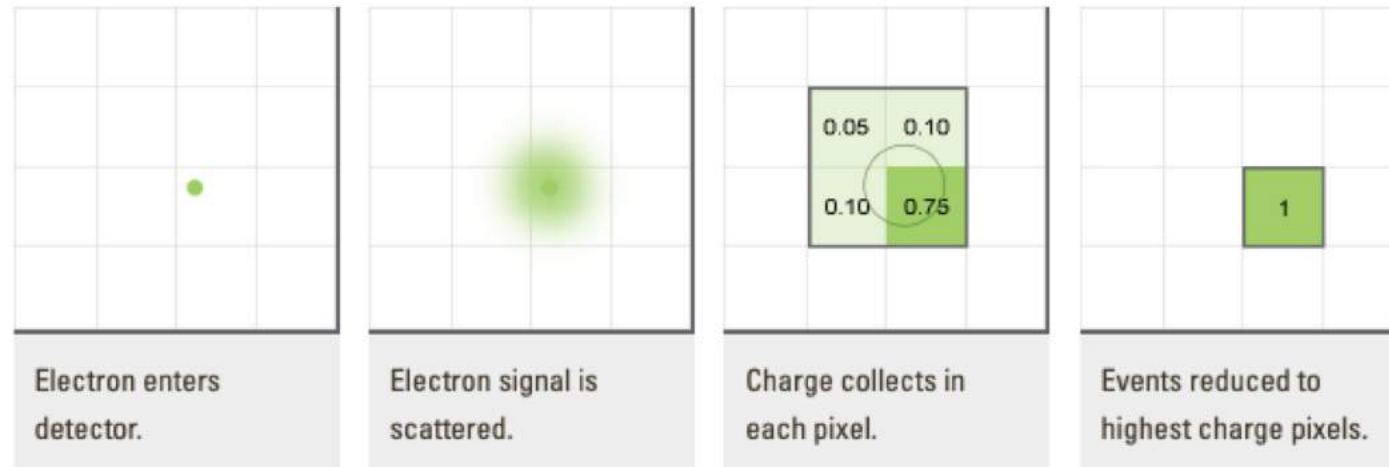 0.05 0.10
0.10 0.75
1
Electron enters
detector.
Electron signal is
scattered.
Charge collects in
each pixel.
Events reduced to
highest charge pixels.